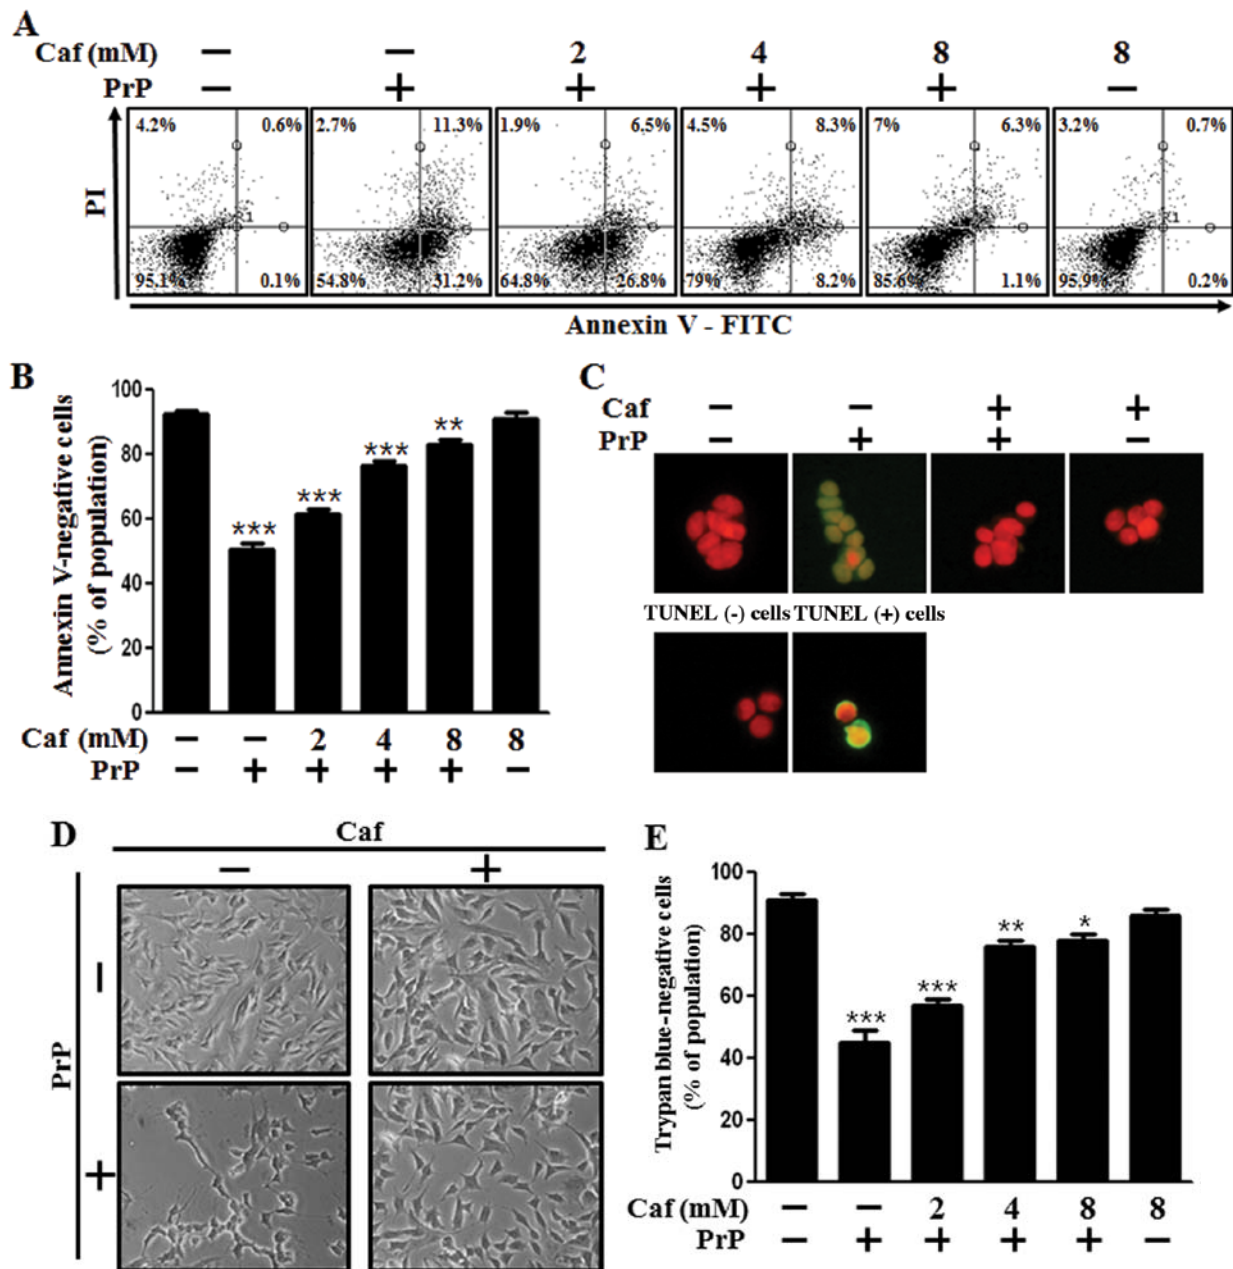 A
Caf (mM) — — 2 4 8 8
PrP — + + + + —
4.2% 0.6% 2.7% 11.3% 1.9% 6.5% 4.5% 8.3% 7% 6.3% 3.2% 0.7%
PI
95.1% 0.1% 54.8% 31.2% 64.8% 26.8% 79% 8.2% 85.6% 1.1% 95.9% 0.2%
Annexin V - FITC
B
Annexin V-negative cells
(% of population)
100
80
60
40
20
0
*** *** *** **
Caf (mM) — — 2 4 8 8
PrP — + + + + —
C
Caf — — + +
PrP — + + —
TUNEL (-) cells TUNEL (+) cells
D
Caf
— +
PrP
—
+
E
Trypan blue-negative cells
(% of population)
100
80
60
40
20
0
*** *** ** *
Caf (mM) — — 2 4 8 8
PrP — + + + + —